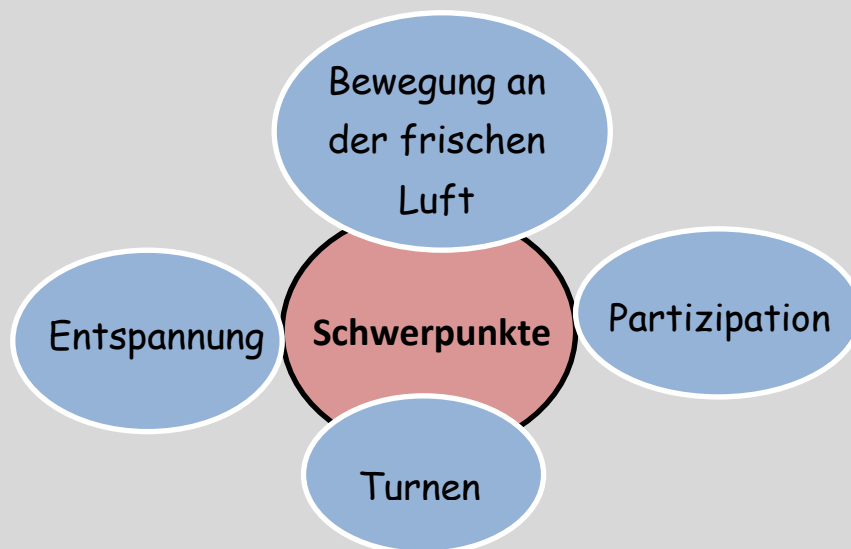 Bewegung an
der frischen
Luft
Entspannung
Schwerpunkte
Partizipation
Turnen